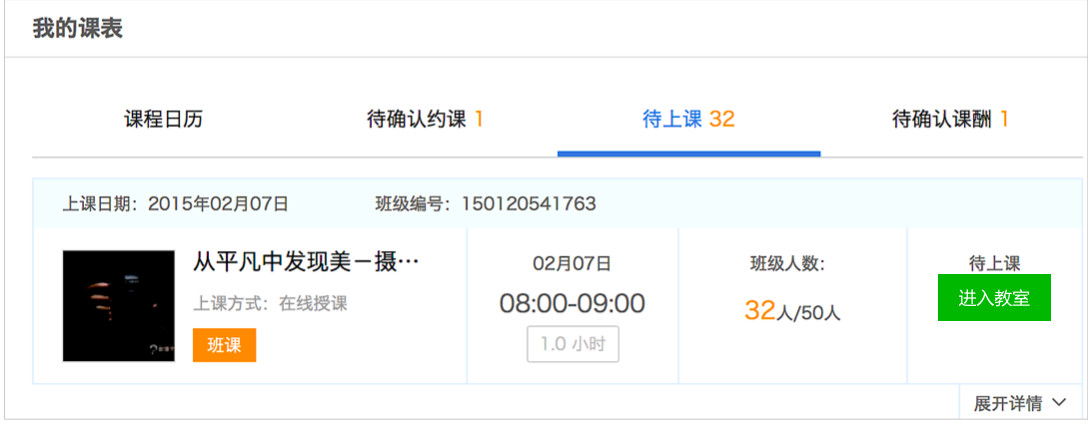 我的课表
课程日历 待确认约课 1 待上课 32 待确认课酬 1
上课日期：2015年02月07日 班级编号：150120541763
从平凡中发现美－摄…
上课方式：在线授课
班课
02月07日
08:00-09:00
1.0 小时
班级人数：
32人/50人
待上课
进入教室
展开详情